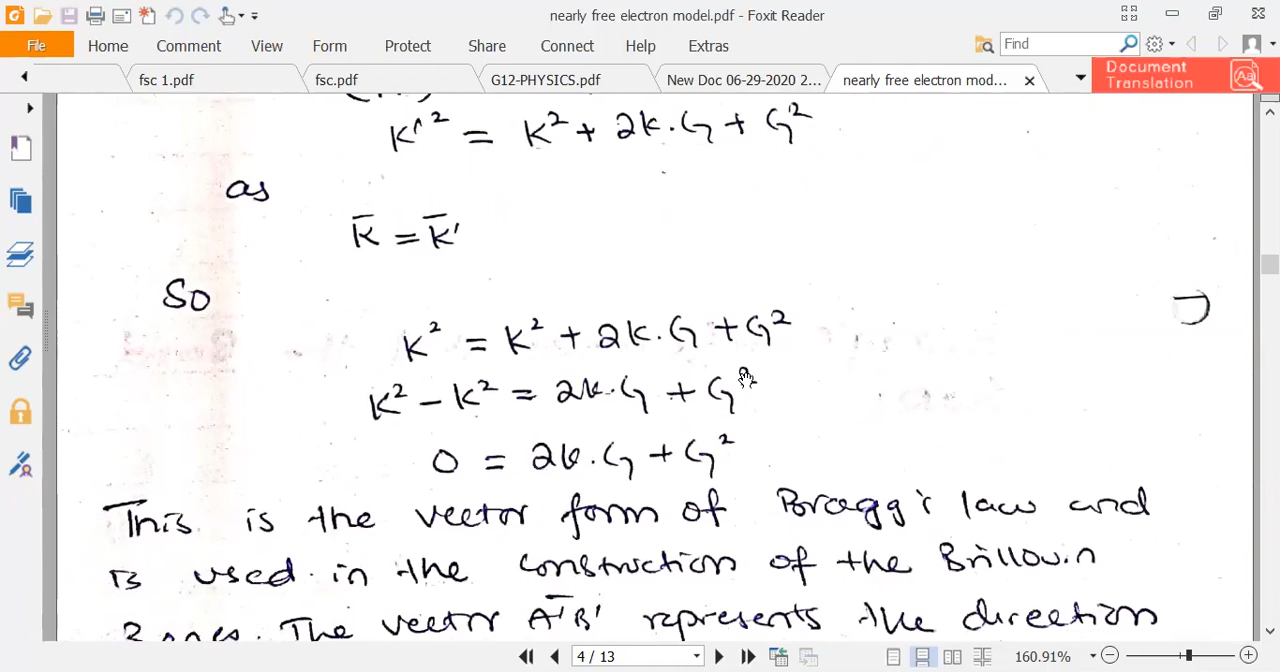 nearly free electron model.pdf - Foxit Reader
File Home Comment View Form Protect Share Connect Help Extras Find
fsc 1.pdf fsc.pdf G12-PHYSICS.pdf New Doc 06-29-2020 2... nearly free electron mod... Document Translation
K'² = K² + 2K.G + G²
as
K̄ = K̄'
So
K² = K² + 2K.G + G²
K² - K² = 2K.G + G²
0 = 2K.G + G²
This is the vector form of Bragg's law and
is used in the construction of the Brillouin
Zones. The vector A'B' represents the direction
4 / 13 160.91%